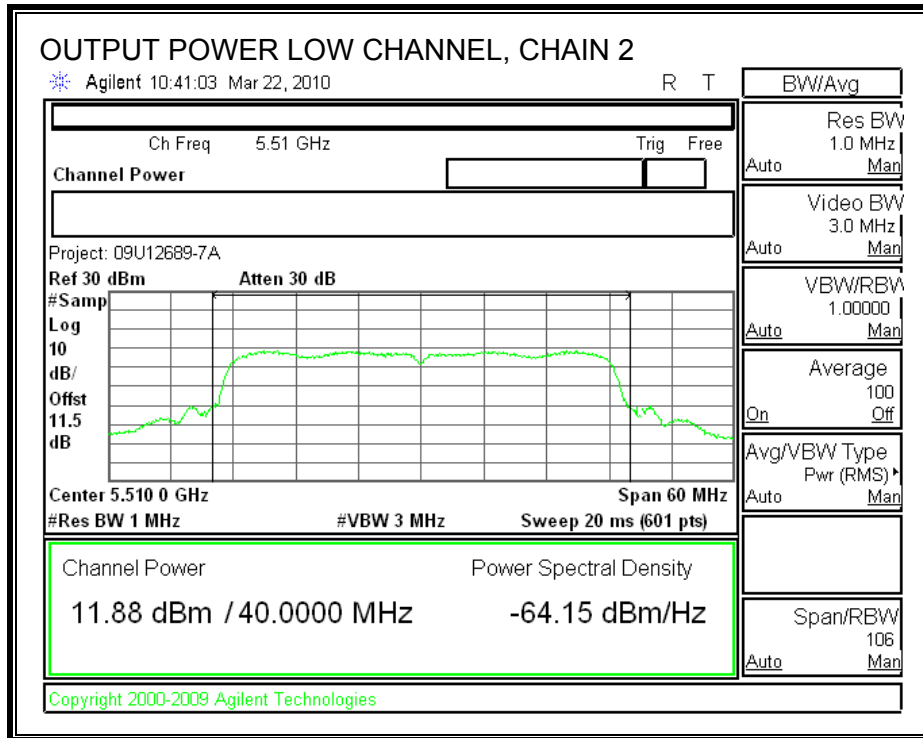 OUTPUT POWER LOW CHANNEL, CHAIN 2
Agilent 10:41:03 Mar 22, 2010 R T
Ch Freq 5.51 GHz Trig Free
Channel Power
Project: 09U12689-7A
Ref 30 dBm Atten 30 dB
#Samp
Log
10
dB/
Offst
11.5
dB
Center 5.510 0 GHz Span 60 MHz
#Res BW 1 MHz #VBW 3 MHz Sweep 20 ms (601 pts)
Channel Power Power Spectral Density
11.88 dBm / 40.0000 MHz -64.15 dBm/Hz
Copyright 2000-2009 Agilent Technologies
BW/Avg
Res BW
1.0 MHz
Auto Man
Video BW
3.0 MHz
Auto Man
VBW/RBW
1.00000
Auto Man
Average
100
On Off
Avg/VBW Type
Pwr (RMS)
Auto Man
Span/RBW
106
Auto Man